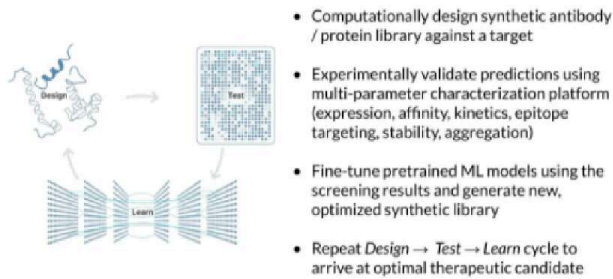 Design
Test
Learn
• Computationally design synthetic antibody
/ protein library against a target
• Experimentally validate predictions using
multi-parameter characterization platform
(expression, affinity, kinetics, epitope
targeting, stability, aggregation)
• Fine-tune pretrained ML models using the
screening results and generate new,
optimized synthetic library
• Repeat Design → Test → Learn cycle to
arrive at optimal therapeutic candidate